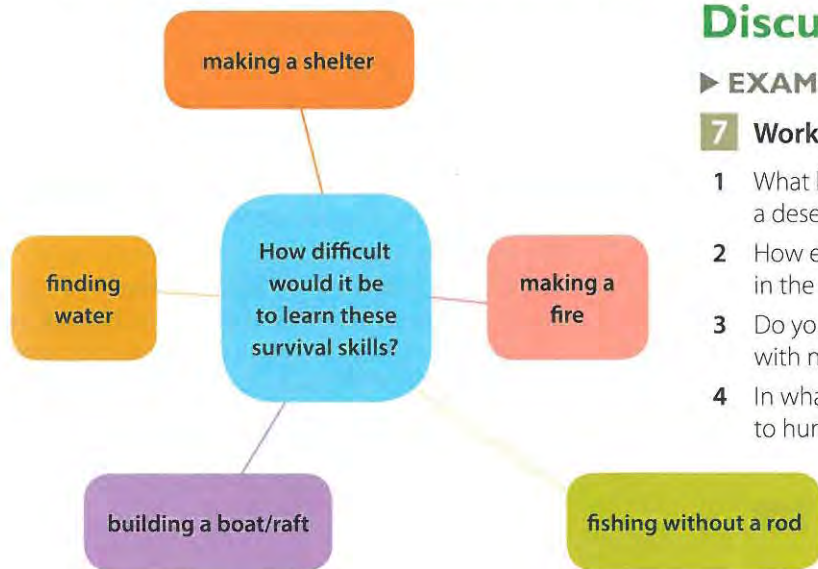 making a shelter
How difficult
would it be
to learn these
survival skills?
finding
water
making a
fire
building a boat/raft
fishing without a rod
▶ EXAM
7 Work
1 What
a dese
2 How e
in the
3 Do yo
with n
4 In wha
to hur